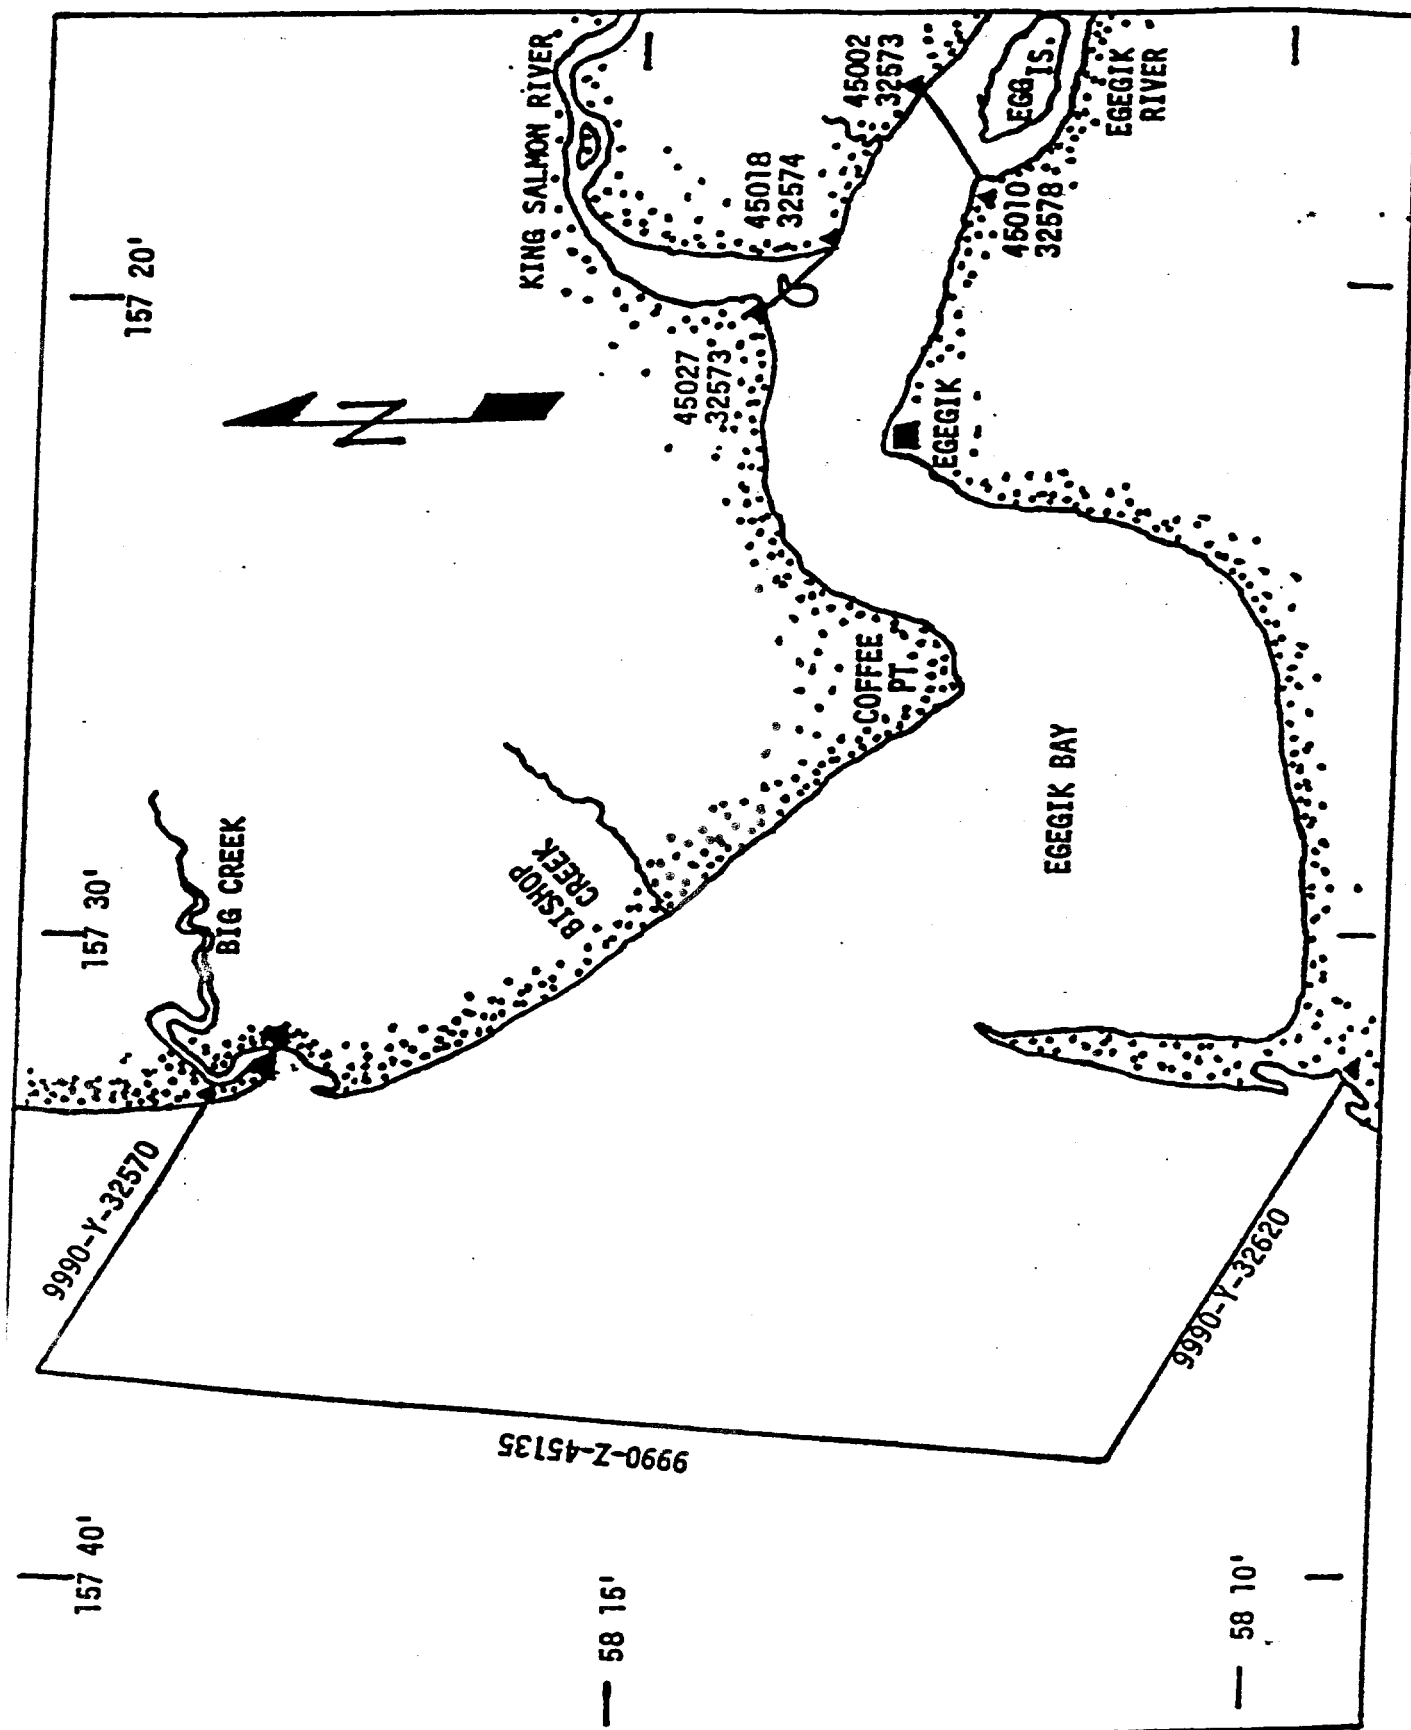 157 40'
157 30'
157 20'
58 15'
58 10'
9990-Y-32570
9990-Z-45135
9990-Y-32620
BIG CREEK
BISHOP
CREEK
COFFEE
PT.
EGEGIK BAY
EGEGIK
N
KING SALMON RIVER
45027
32573
45018
32574
45002
32573
45010
32578
EGG IS.
EGEGIK
RIVER